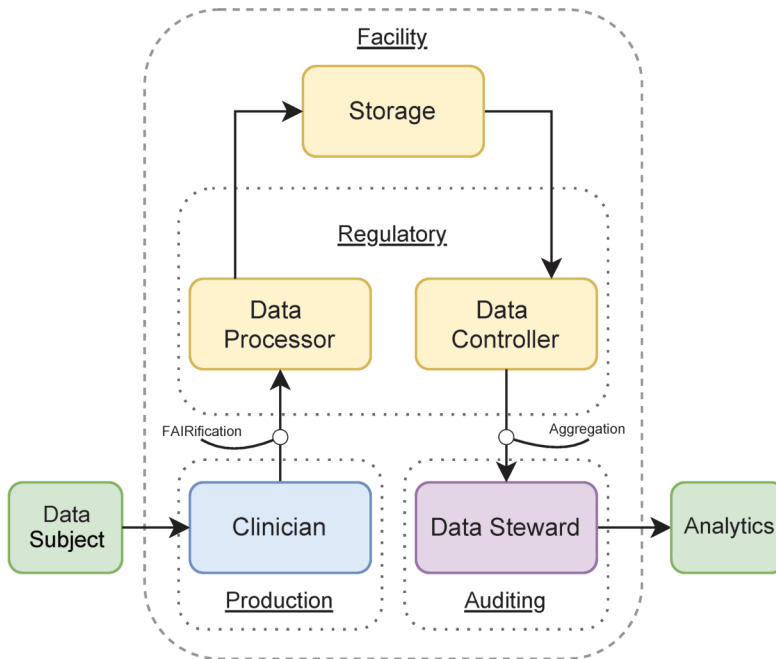 Facility
Storage
Regulatory
Data
Processor
Data
Controller
FAIRification
Aggregation
Data
Subject
Clinician
Data Steward
Analytics
Production
Auditing